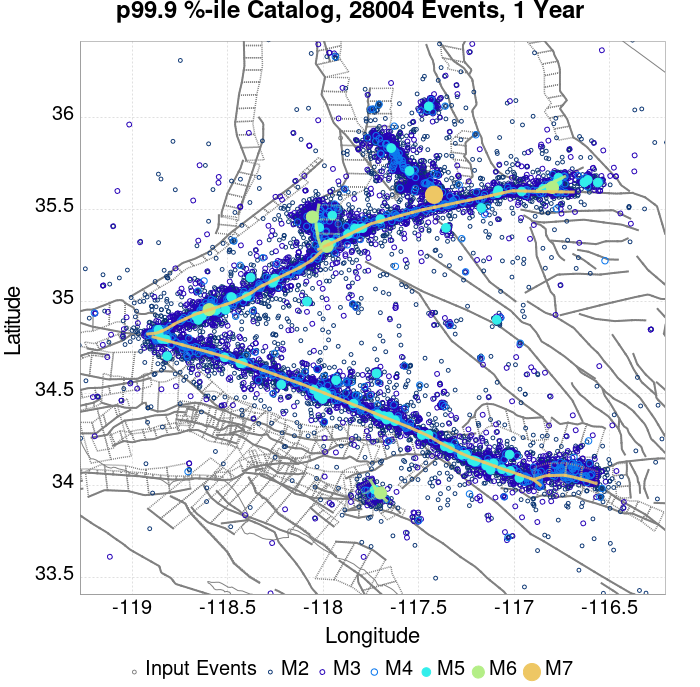 p99.9 %-ile Catalog, 28004 Events, 1 Year
36
35.5
35
34.5
34
33.5
Latitude
-119 -118.5 -118 -117.5 -117 -116.5
Longitude
Input Events M2 M3 M4 M5 M6 M7